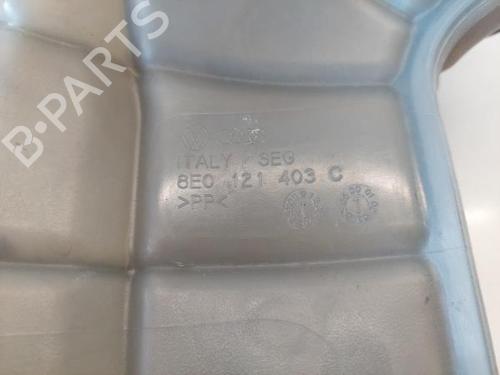 B-PARTS
ITALY / SEG
8E0 121 403 C
>PP<